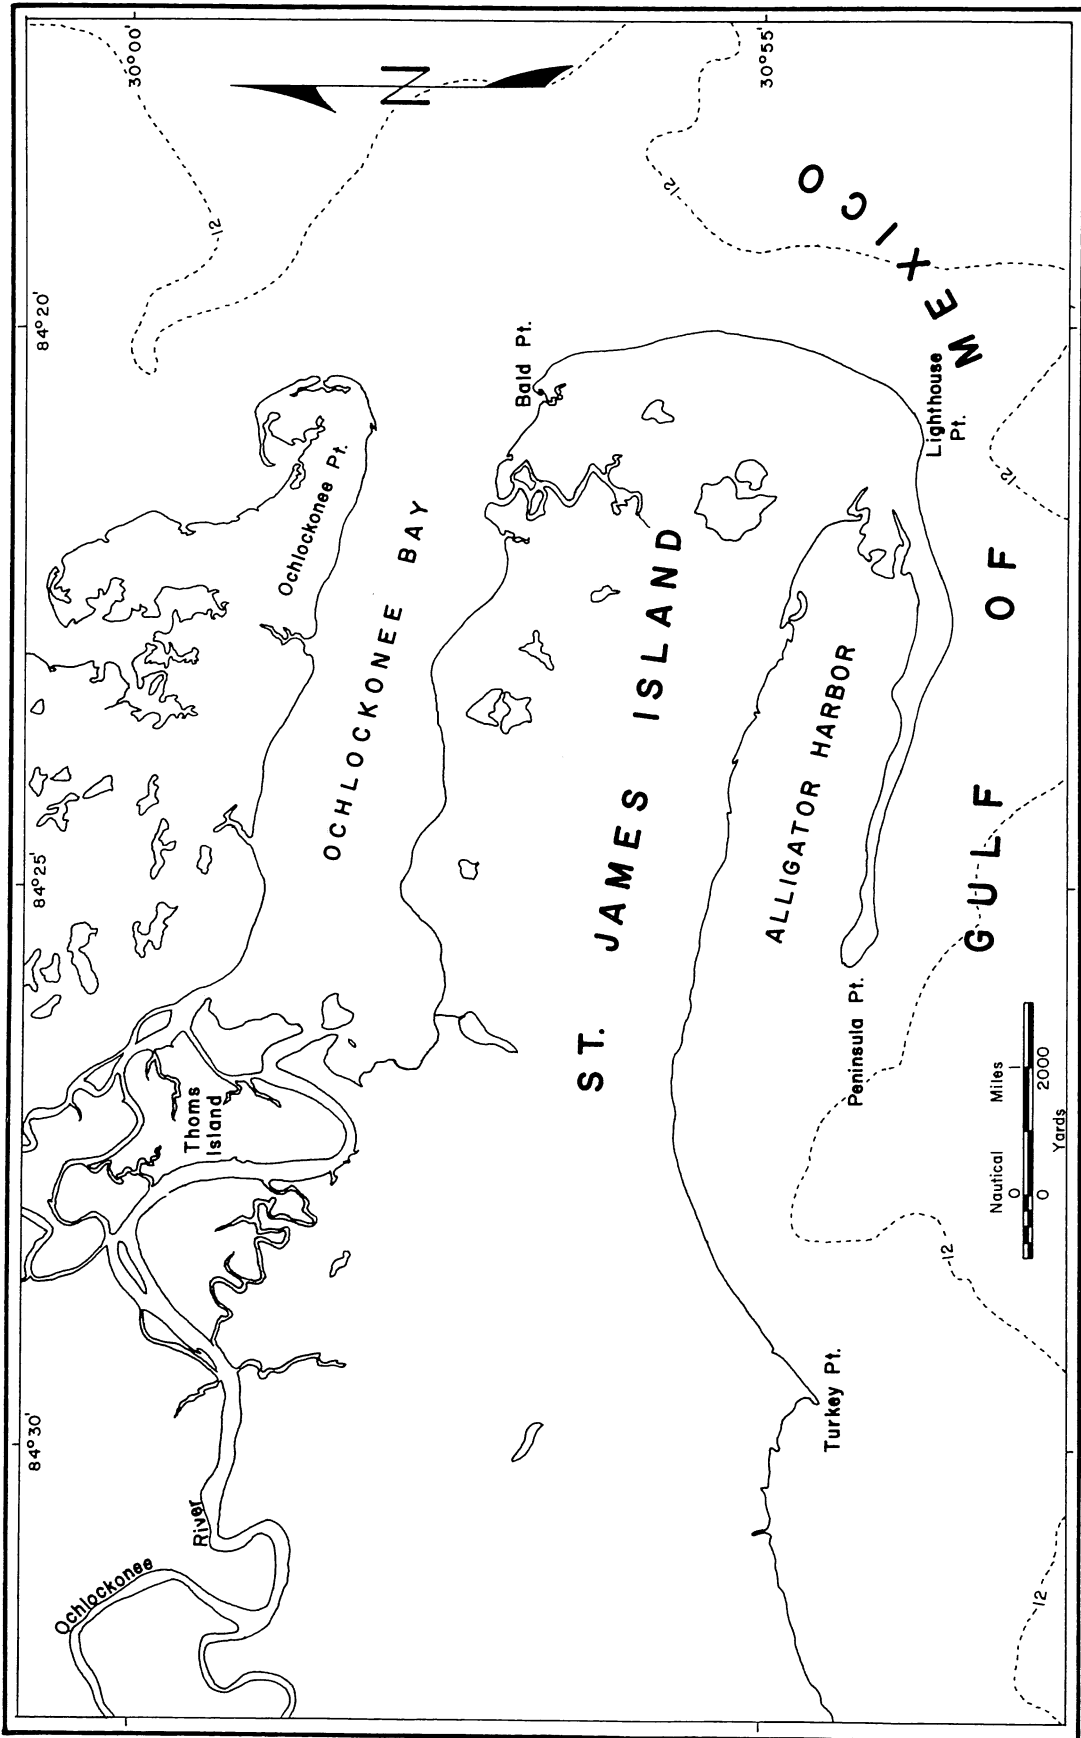 84°30'
84°25'
84°20'
30°00'
N
30°55'
Ochlockonee
River
Thoms
Island
Ochlockonee Pt.
OCHLOCKONEE BAY
Bald Pt.
ST. JAMES ISLAND
ALLIGATOR HARBOR
Lighthouse
Pt.
Peninsula Pt.
Turkey Pt.
GULF OF MEXICO
12
12
12
12
12
Nautical Miles
0 1
0 2000
Yards